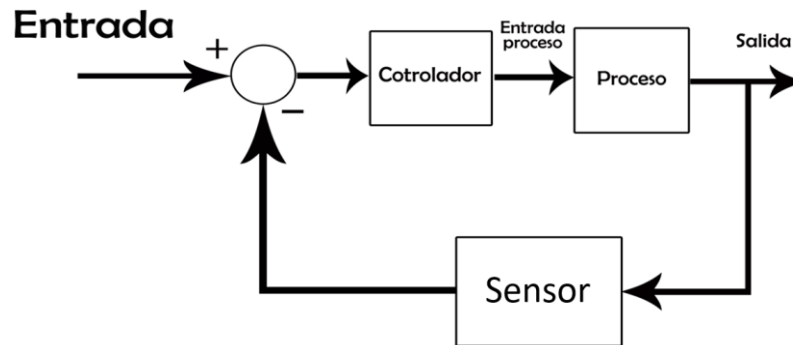 Entrada
+
Cotrolador
Entrada
proceso
Proceso
Salida
−
Sensor